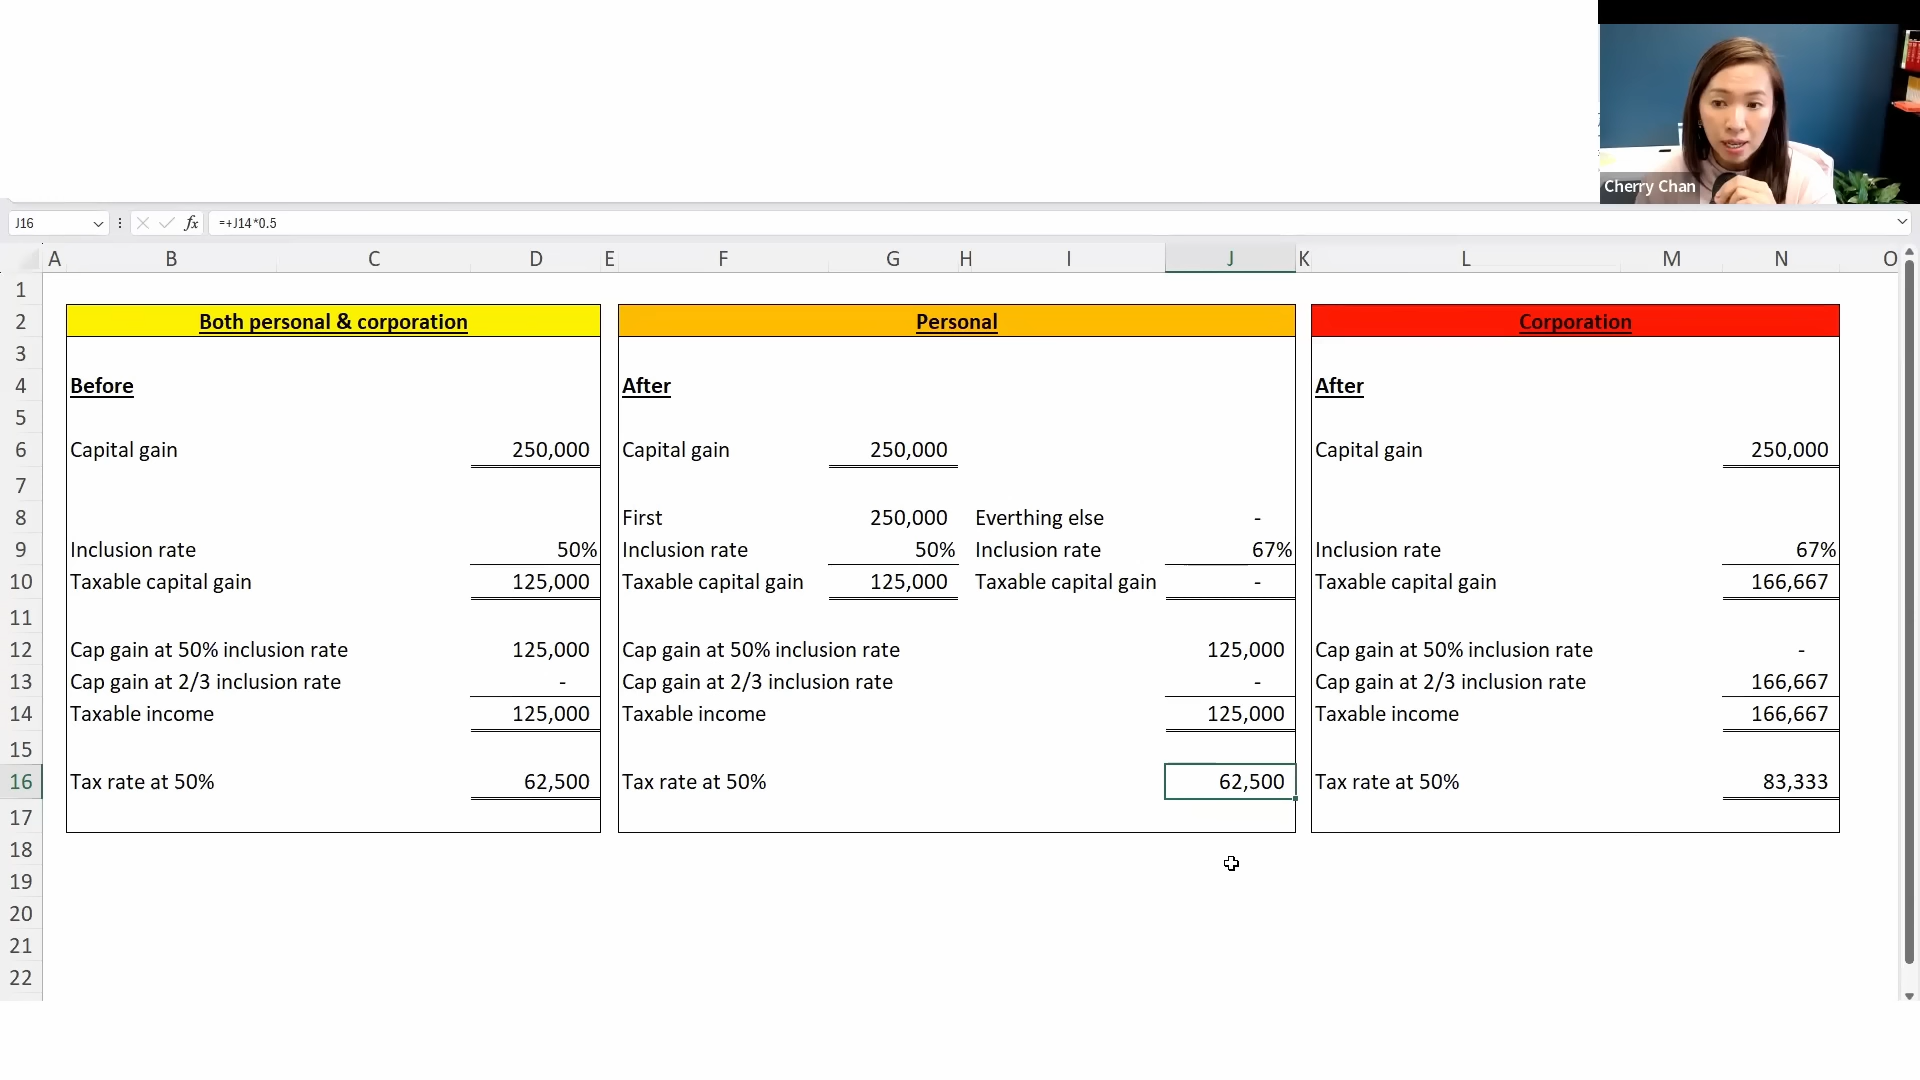 Cherry Chan
J16 fx =+J14*0.5
A B C D E F G H I J K L M N O
1
2 Both personal & corporation Personal Corporation
3
4 Before After After
5
6 Capital gain 250,000 Capital gain 250,000 Capital gain 250,000
7
8 First 250,000 Everthing else -
9 Inclusion rate 50% Inclusion rate 50% Inclusion rate 67% Inclusion rate 67%
10 Taxable capital gain 125,000 Taxable capital gain 125,000 Taxable capital gain - Taxable capital gain 166,667
11
12 Cap gain at 50% inclusion rate 125,000 Cap gain at 50% inclusion rate 125,000 Cap gain at 50% inclusion rate -
13 Cap gain at 2/3 inclusion rate - Cap gain at 2/3 inclusion rate - Cap gain at 2/3 inclusion rate 166,667
14 Taxable income 125,000 Taxable income 125,000 Taxable income 166,667
15
16 Tax rate at 50% 62,500 Tax rate at 50% 62,500 Tax rate at 50% 83,333
17
18
19
20
21
22